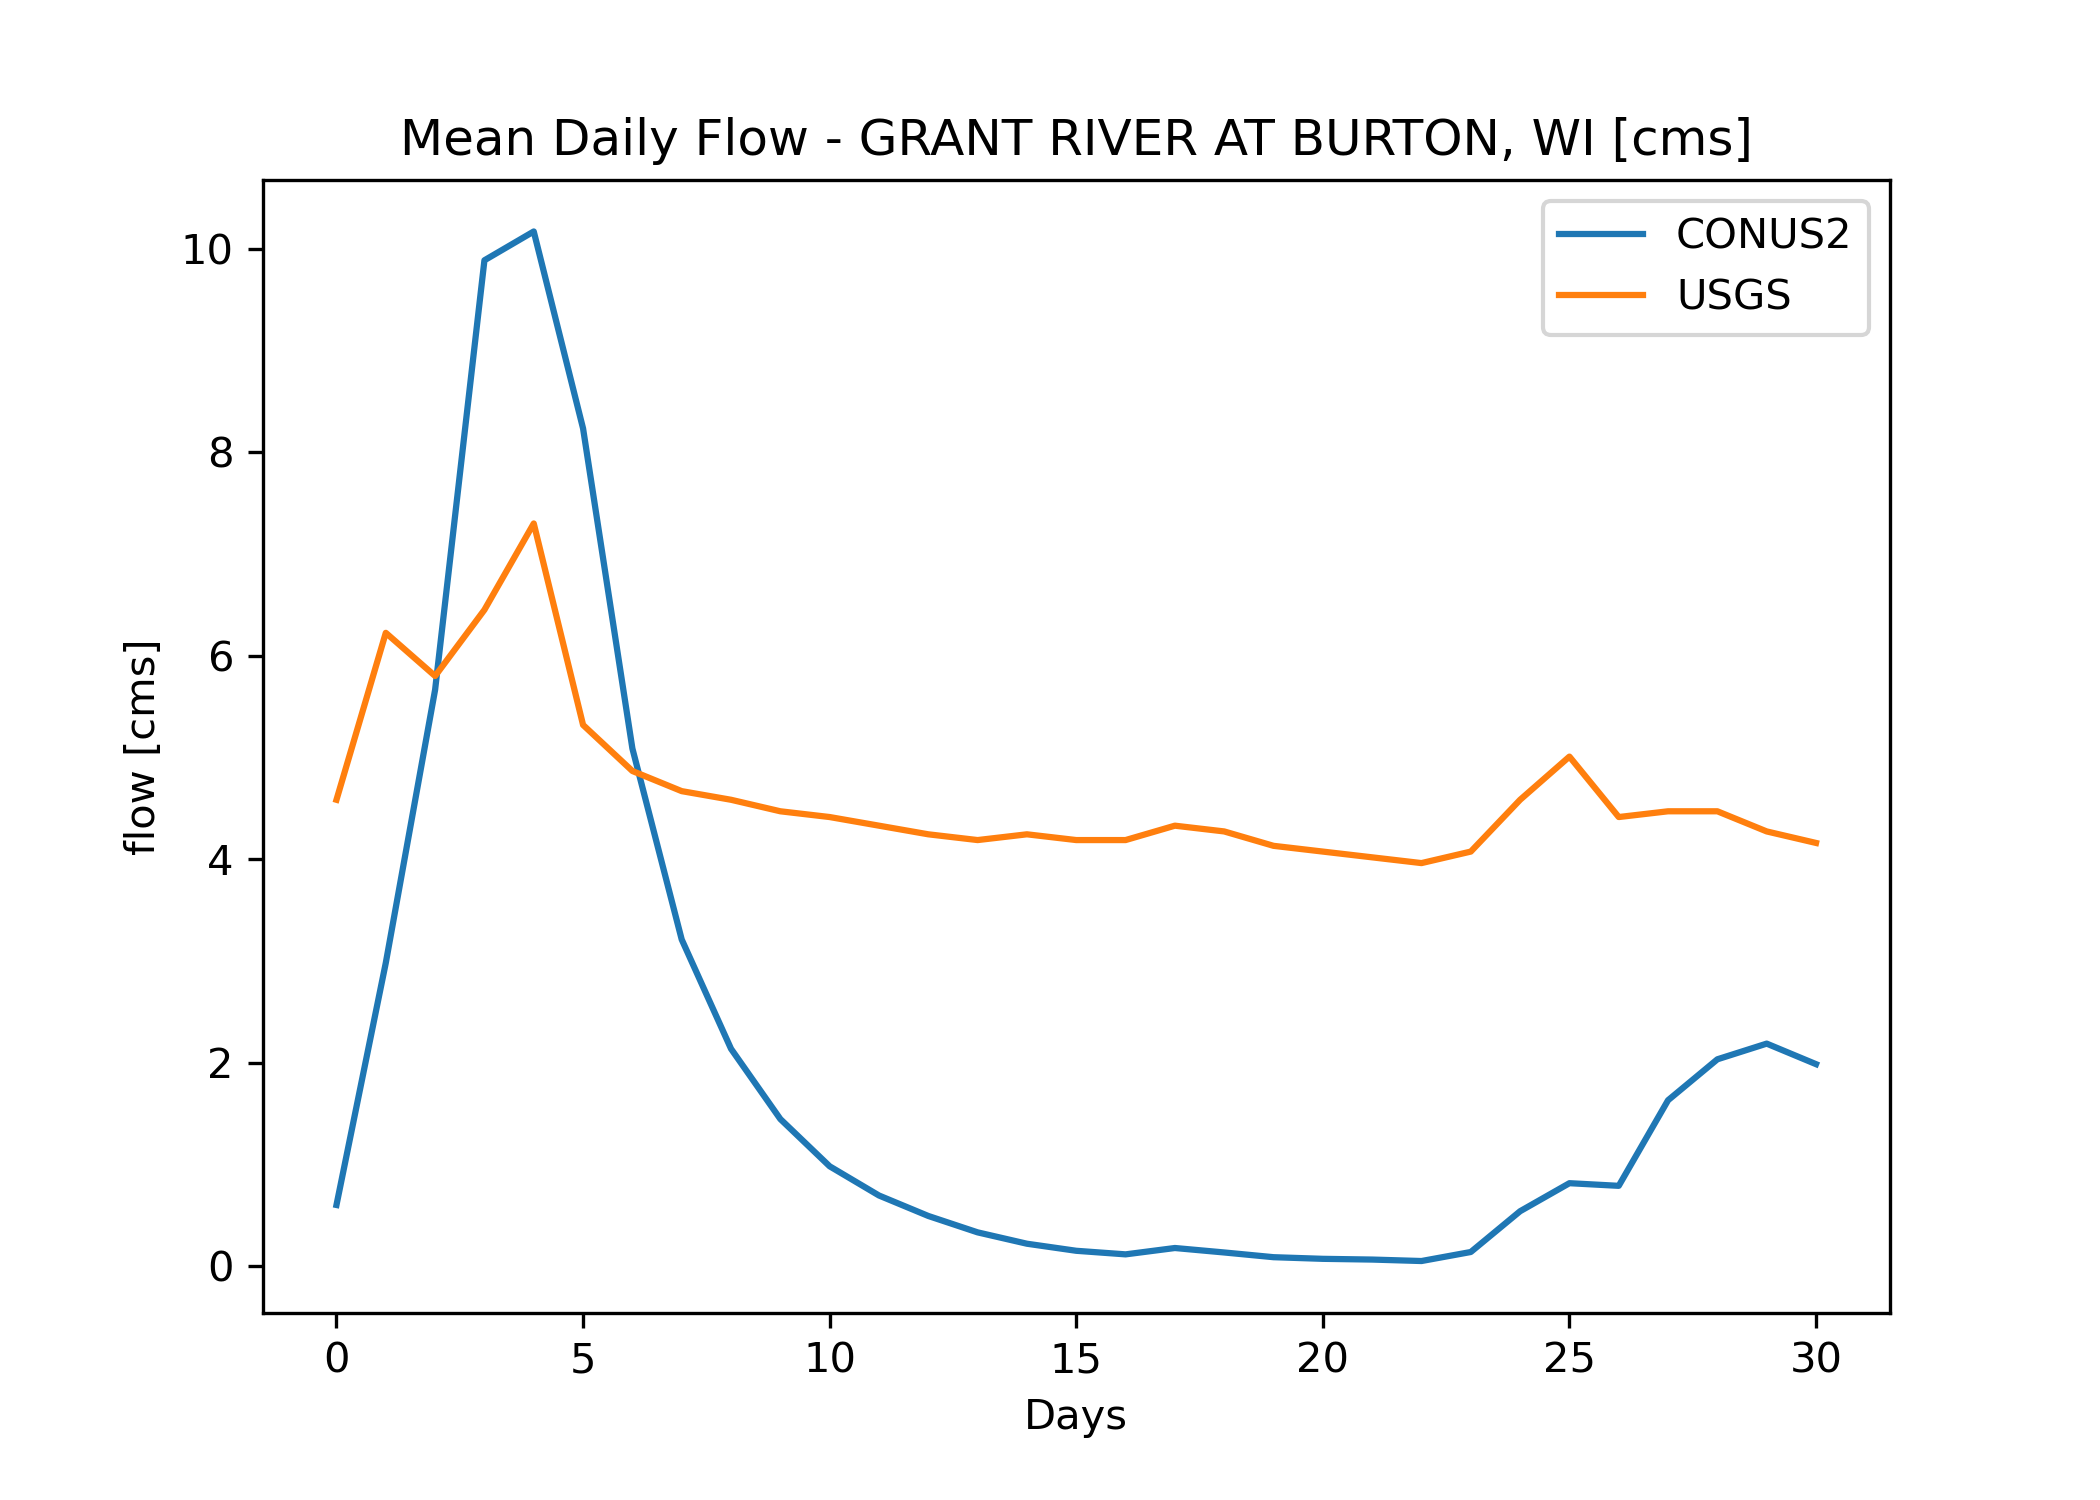 Mean Daily Flow - GRANT RIVER AT BURTON, WI [cms]
CONUS2
USGS
10
8
6
4
2
0
flow [cms]
0 5 10 15 20 25 30
Days